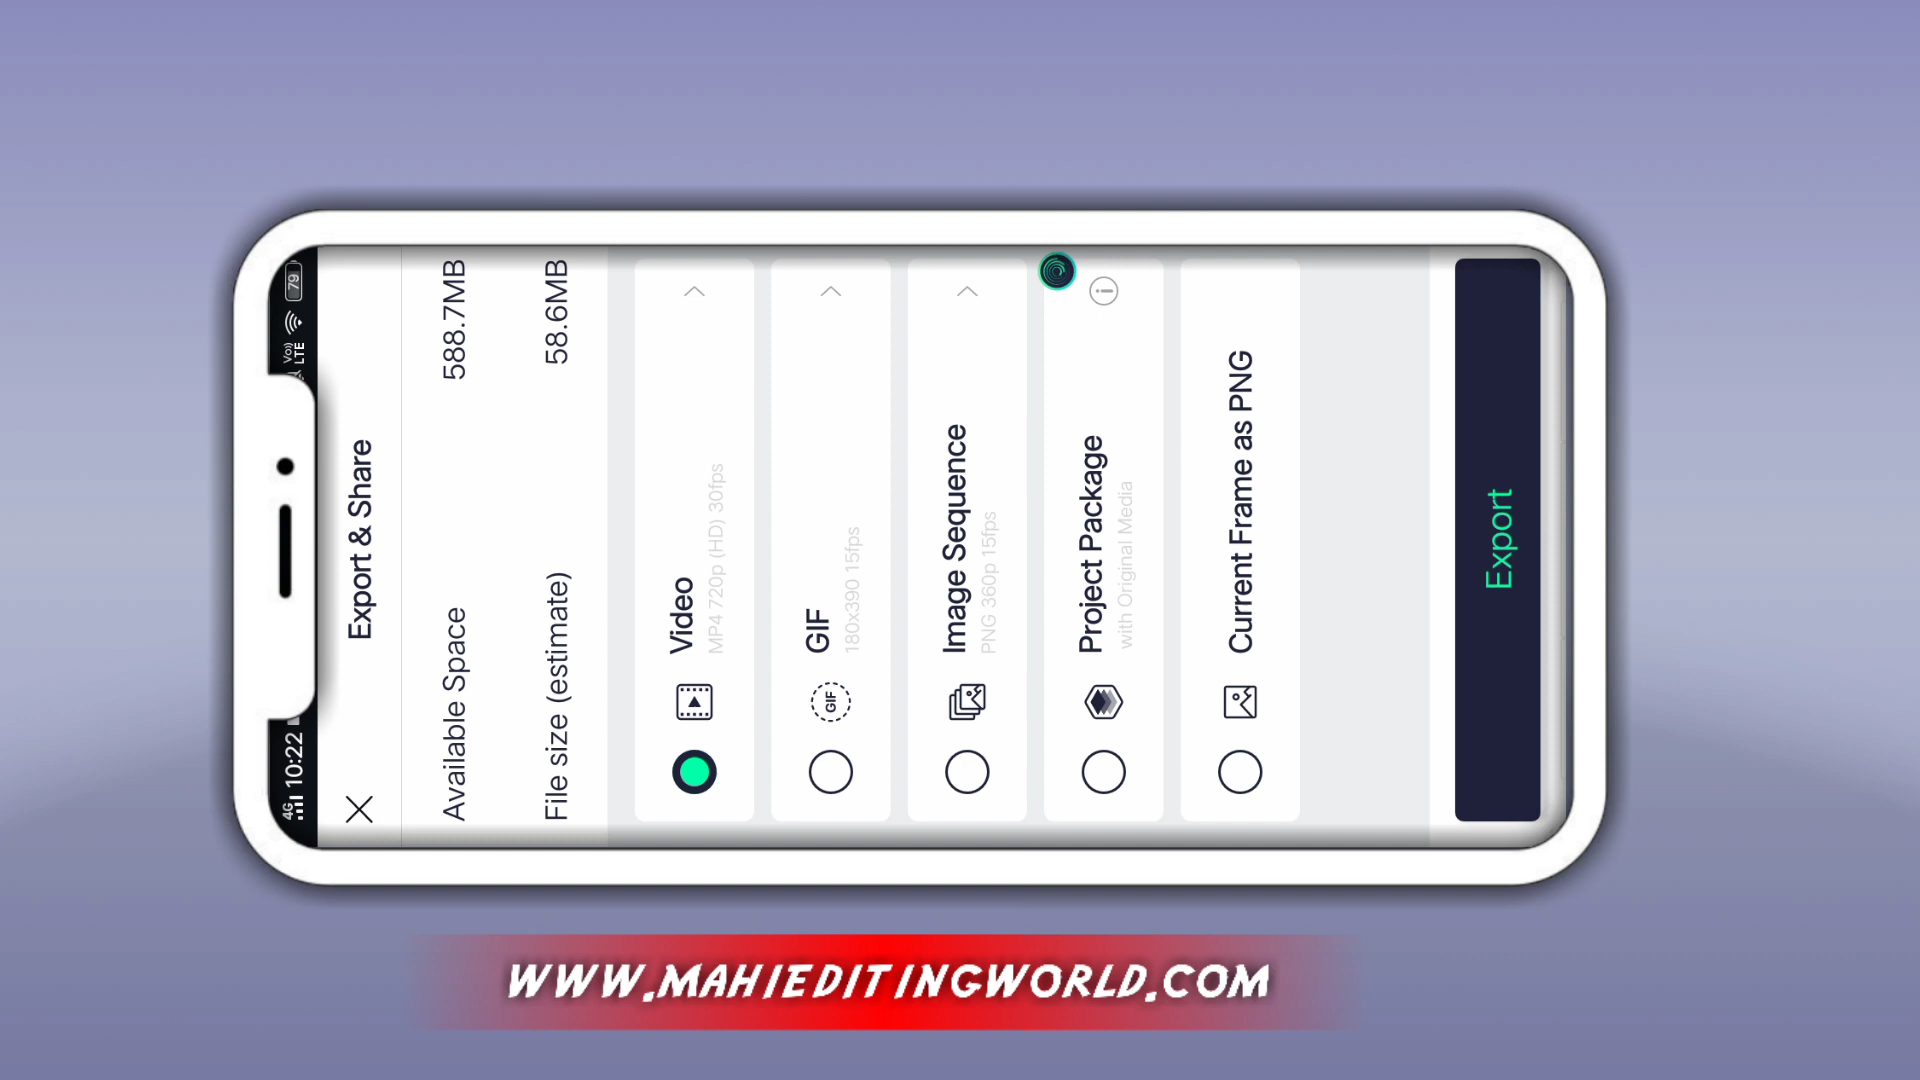 4G 10:22
Vo)) LTE
79
Export & Share
Available Space 588.7MB
File size (estimate) 58.6MB
Video
MP4 720p (HD) 30fps
GIF
GIF
180x390 15fps
Image Sequence
PNG 360p 15fps
Project Package
with Original Media
Current Frame as PNG
Export
WWW.MAHIEDITINGWORLD.COM